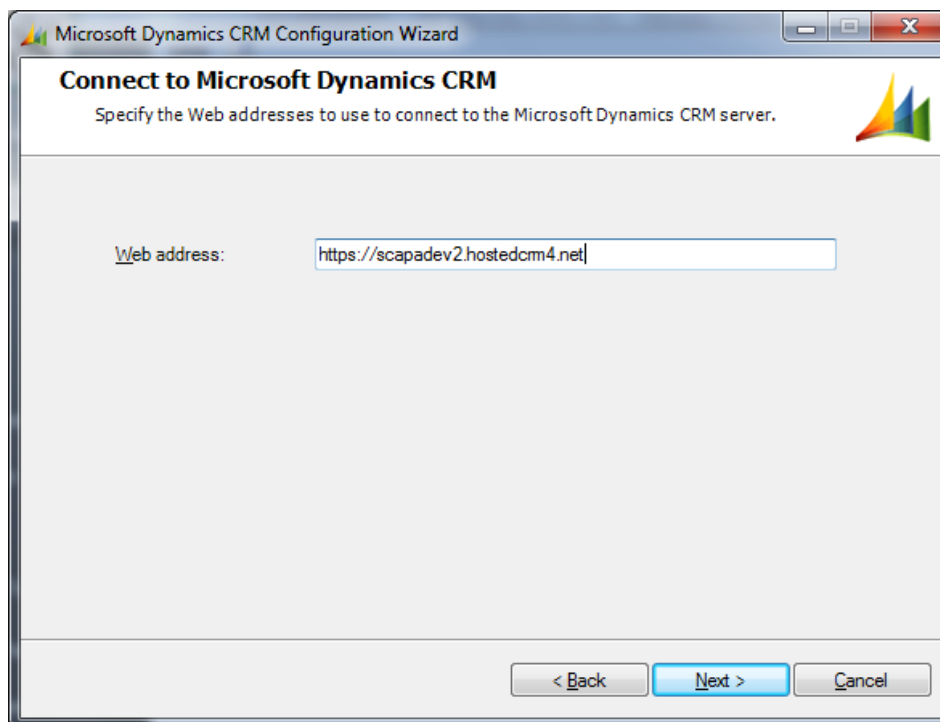 Microsoft Dynamics CRM Configuration Wizard
Connect to Microsoft Dynamics CRM
Specify the Web addresses to use to connect to the Microsoft Dynamics CRM server.
Web address: https://scapadev2.hostedcrm4.net
< Back Next > Cancel